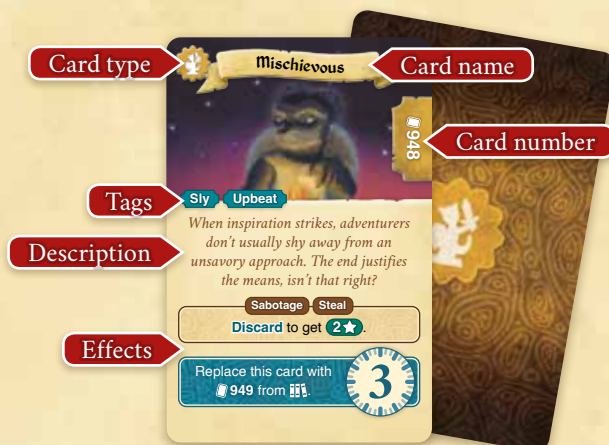 Card type
Mischievous
Card name
948
Card number
Tags
Sly
Upbeat
When inspiration strikes, adventurers
don't usually shy away from an
unsavory approach. The end justifies
the means, isn't that right?
Description
Sabotage
Steal
Discard to get 2.
Effects
Replace this card with
949 from .
3